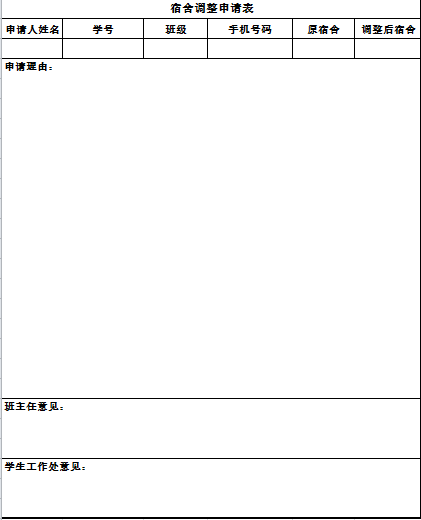 宿舍调整申请表
申请人姓名 学号 班级 手机号码 原宿舍 调整后宿舍
申请理由：
班主任意见：
学生工作处意见：